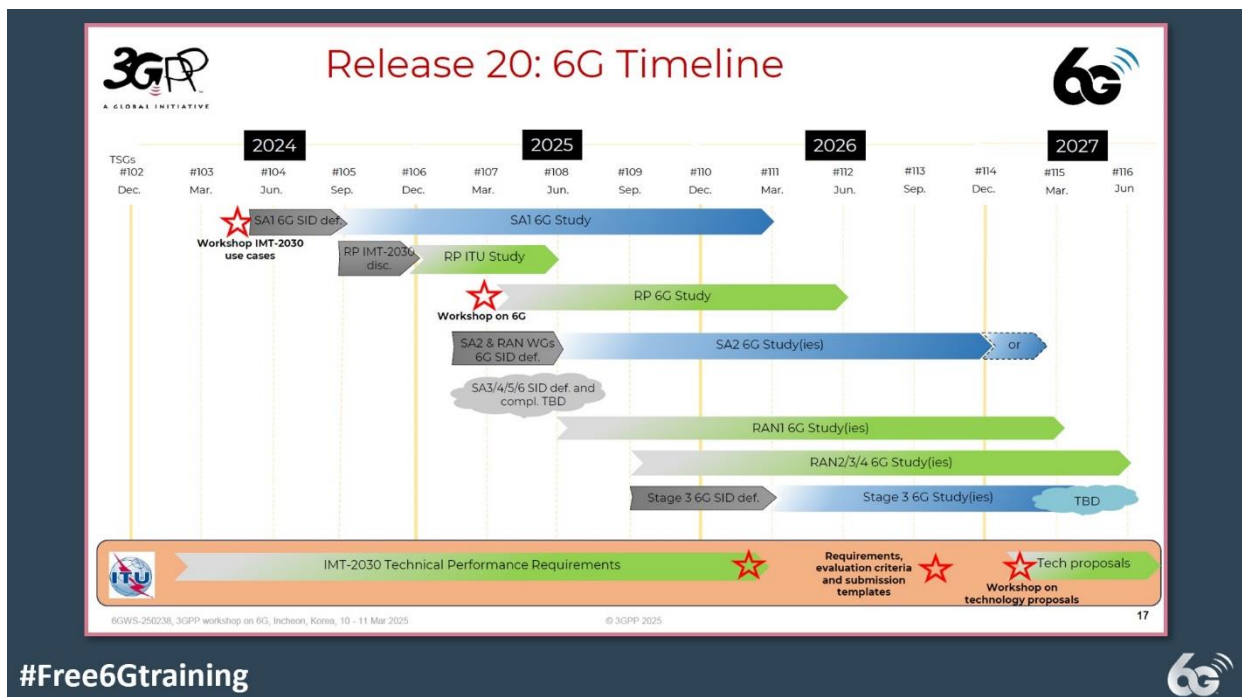 3GPP
A GLOBAL INITIATIVE
Release 20: 6G Timeline
6G
2024
2025
2026
2027
TSGs
#102
#103
#104
#105
#106
#107
#108
#109
#110
#111
#112
#113
#114
#115
#116
Dec.
Mar.
Jun.
Sep.
Dec.
Mar.
Jun.
Sep.
Dec.
Mar.
Jun.
Sep.
Dec.
Mar.
Jun
SA1 6G SID def.
SA1 6G Study
Workshop IMT-2030
use cases
RP IMT-2030
disc.
RP ITU Study
RP 6G Study
Workshop on 6G
SA2 & RAN WGs
6G SID def.
SA2 6G Study(ies)
or
SA3/4/5/6 SID def. and
compl. TBD
RAN1 6G Study(ies)
RAN2/3/4 6G Study(ies)
Stage 3 6G SID def.
Stage 3 6G Study(ies)
TBD
ITU
IMT-2030 Technical Performance Requirements
Requirements,
evaluation criteria
and submission
templates
Tech proposals
Workshop on
technology proposals
6GWS-250238, 3GPP workshop on 6G, Incheon, Korea, 10 - 11 Mar 2025
© 3GPP 2025
17
#Free6Gtraining
6G